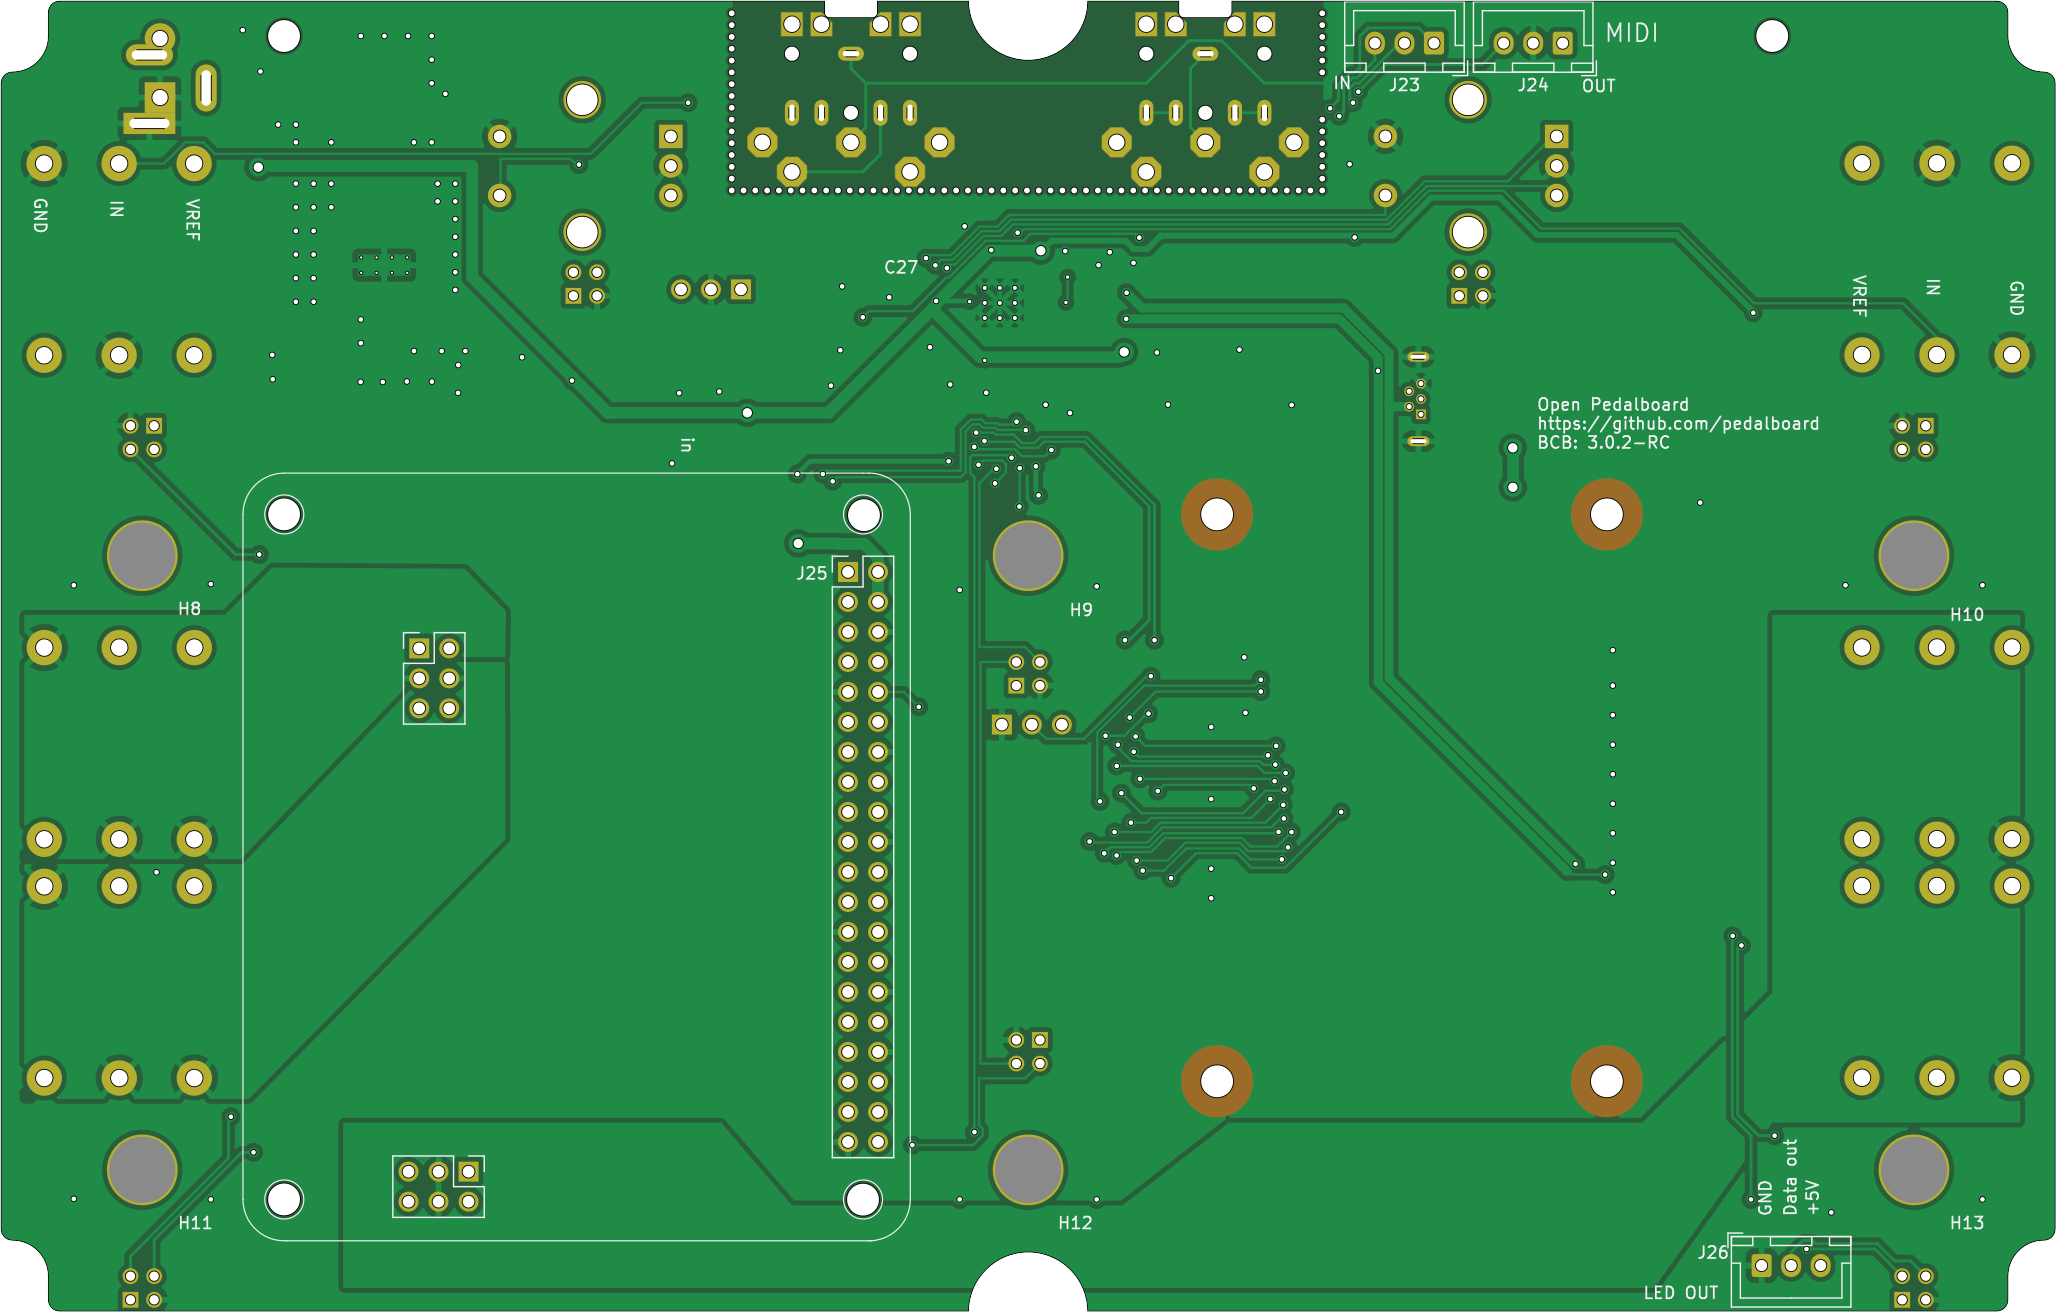 MIDI
IN
J23
J24
OUT
GND
IN
VREF
C27
VREF
IN
GND
Open Pedalboard
https://github.com/pedalboard
BCB: 3.0.2-RC
in
J25
H8
H9
H10
GND
Data out
+5V
H11
H12
H13
J26
LED OUT